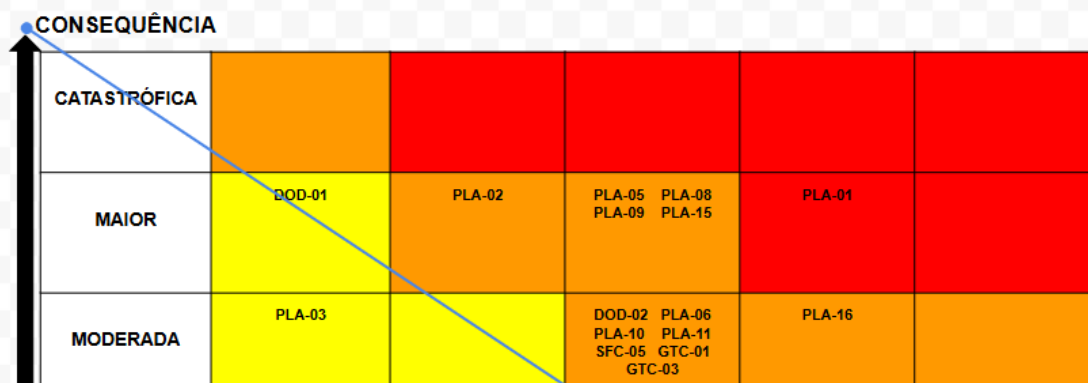 CONSEQUÊNCIA
CATASTRÓFICA
MAIOR
DOD-01
PLA-02
PLA-05 PLA-08
PLA-09 PLA-15
PLA-01
MODERADA
PLA-03
DOD-02 PLA-06
PLA-10 PLA-11
SFC-05 GTC-01
GTC-03
PLA-16